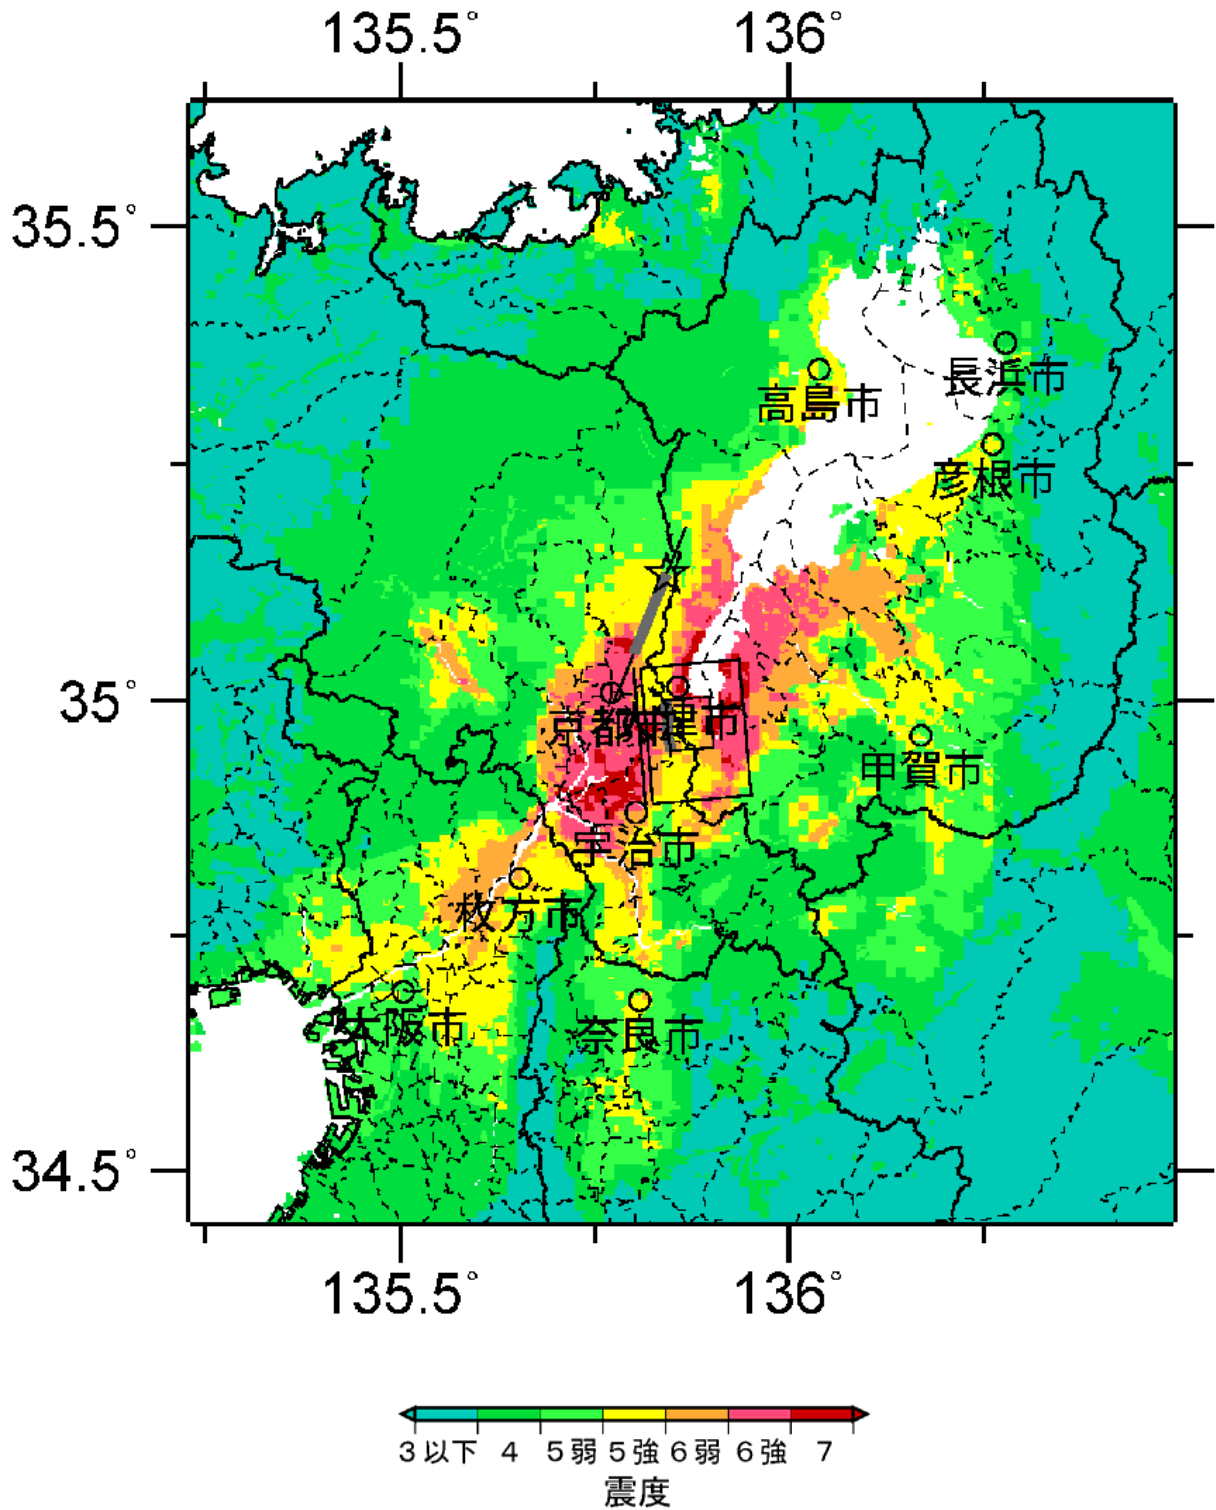 135.5° 136°
35.5°
長浜市
高島市
彦根市
35°
京都市 大津市
甲賀市
宇治市
枚方市
大阪市
奈良市
34.5°
135.5° 136°
3以下 4 5弱 5強 6弱 6強 7
震度